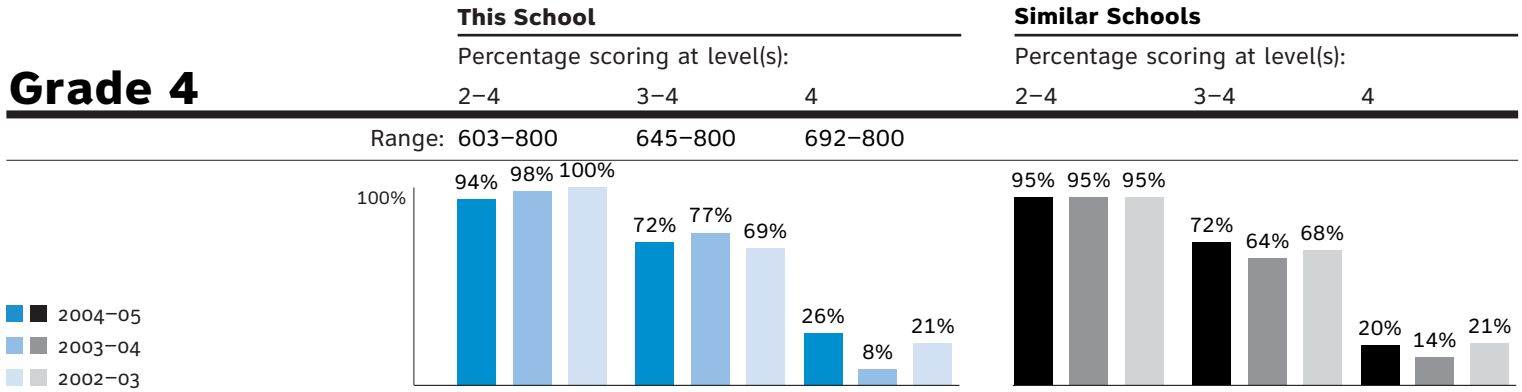 This School Similar Schools
Percentage scoring at level(s): Percentage scoring at level(s):
Grade 4 2–4 3–4 4 2–4 3–4 4
Range: 603–800 645–800 692–800
94% 98% 100% 95% 95% 95%
100%
72% 77% 69% 72% 64% 68%
26% 8% 21% 20% 14% 21%
2004–05
2003–04
2002–03